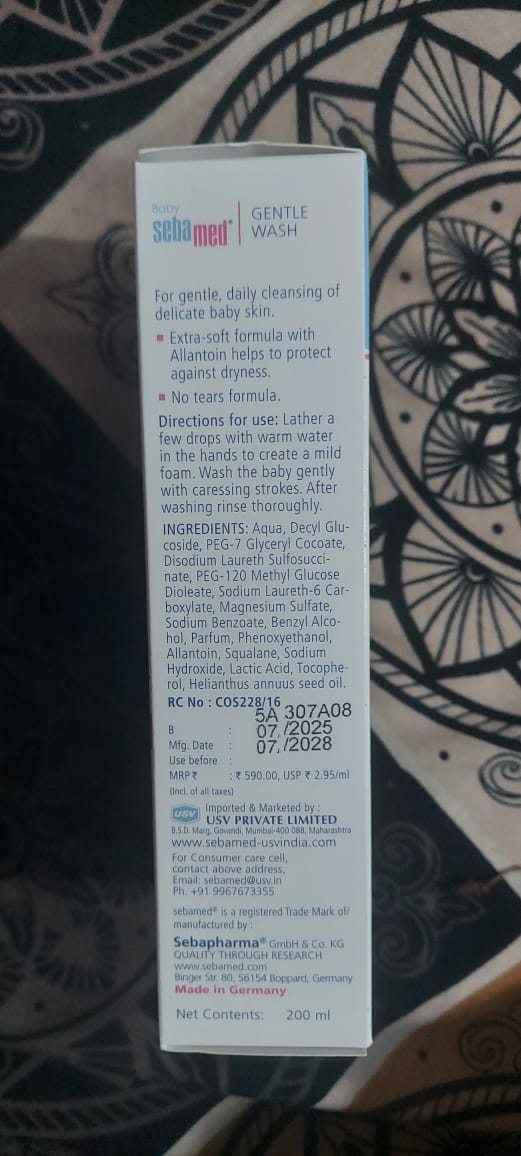 Baby
sebamed®
GENTLE
WASH
For gentle, daily cleansing of
delicate baby skin.
Extra-soft formula with
Allantoin helps to protect
against dryness.
No tears formula.
Directions for use: Lather a
few drops with warm water
in the hands to create a mild
foam. Wash the baby gently
with caressing strokes. After
washing rinse thoroughly.
INGREDIENTS: Aqua, Decyl Glu-
coside, PEG-7 Glyceryl Cocoate,
Disodium Laureth Sulfosucci-
nate, PEG-120 Methyl Glucose
Dioleate, Sodium Laureth-6 Car-
boxylate, Magnesium Sulfate,
Sodium Benzoate, Benzyl Alco-
hol, Parfum, Phenoxyethanol,
Allantoin, Squalane, Sodium
Hydroxide, Lactic Acid, Tocophe-
rol, Helianthus annuus seed oil.
RC No : COS228/16
5A 307A08
B : 07./2025
Mfg. Date : 07./2028
Use before :
MRP ₹ : ₹ 590.00, USP ₹ 2.95/ml
(Incl. of all taxes)
USV
Imported & Marketed by :
USV PRIVATE LIMITED
B.S.D. Marg, Govandi, Mumbai-400 088, Maharashtra
www.sebamed-usvindia.com
For Consumer care cell,
contact above address,
Email: sebamed@usv.in
Ph. +91 9967673355
sebamed® is a registered Trade Mark of/
manufactured by :
Sebapharma® GmbH & Co. KG
QUALITY THROUGH RESEARCH
www.sebamed.com
Binger Str. 80, 56154 Boppard, Germany
Made in Germany
Net Contents: 200 ml